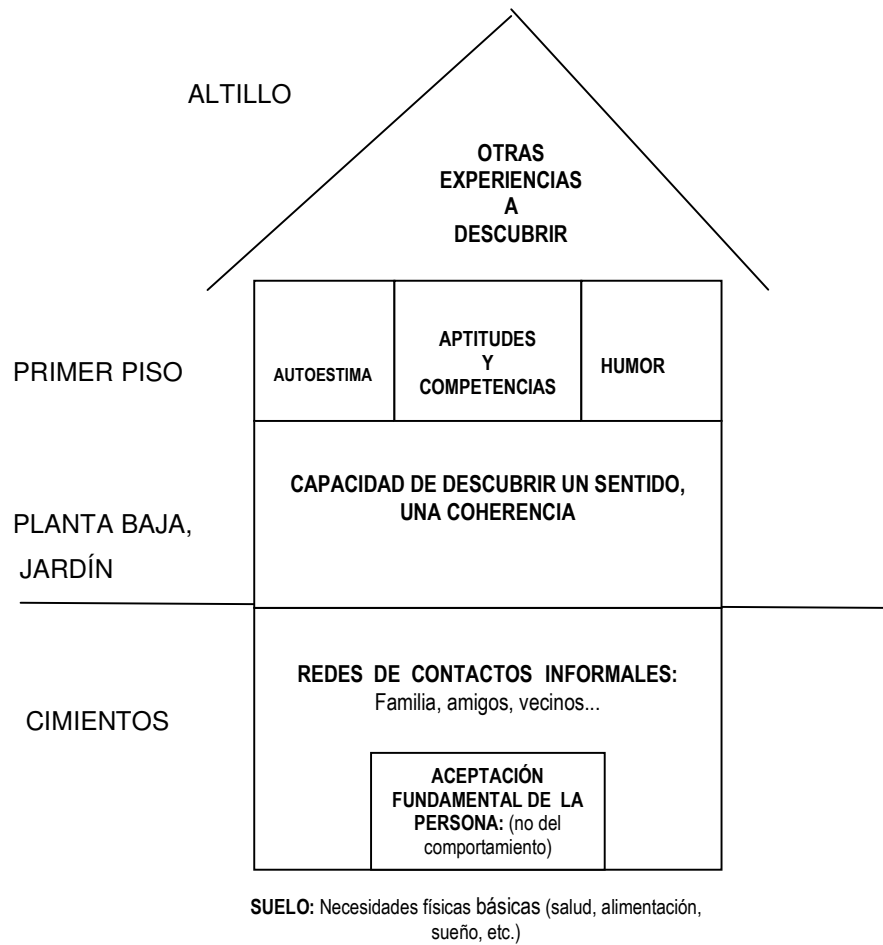 ALTILLO
OTRAS
EXPERIENCIAS
A
DESCUBRIR
PRIMER PISO
AUTOESTIMA
APTITUDES
Y
COMPETENCIAS
HUMOR
PLANTA BAJA,
JARDÍN
CAPACIDAD DE DESCUBRIR UN SENTIDO,
UNA COHERENCIA
CIMIENTOS
REDES DE CONTACTOS INFORMALES:
Familia, amigos, vecinos...
ACEPTACIÓN
FUNDAMENTAL DE LA
PERSONA: (no del
comportamiento)
SUELO: Necesidades físicas básicas (salud, alimentación,
sueño, etc.)